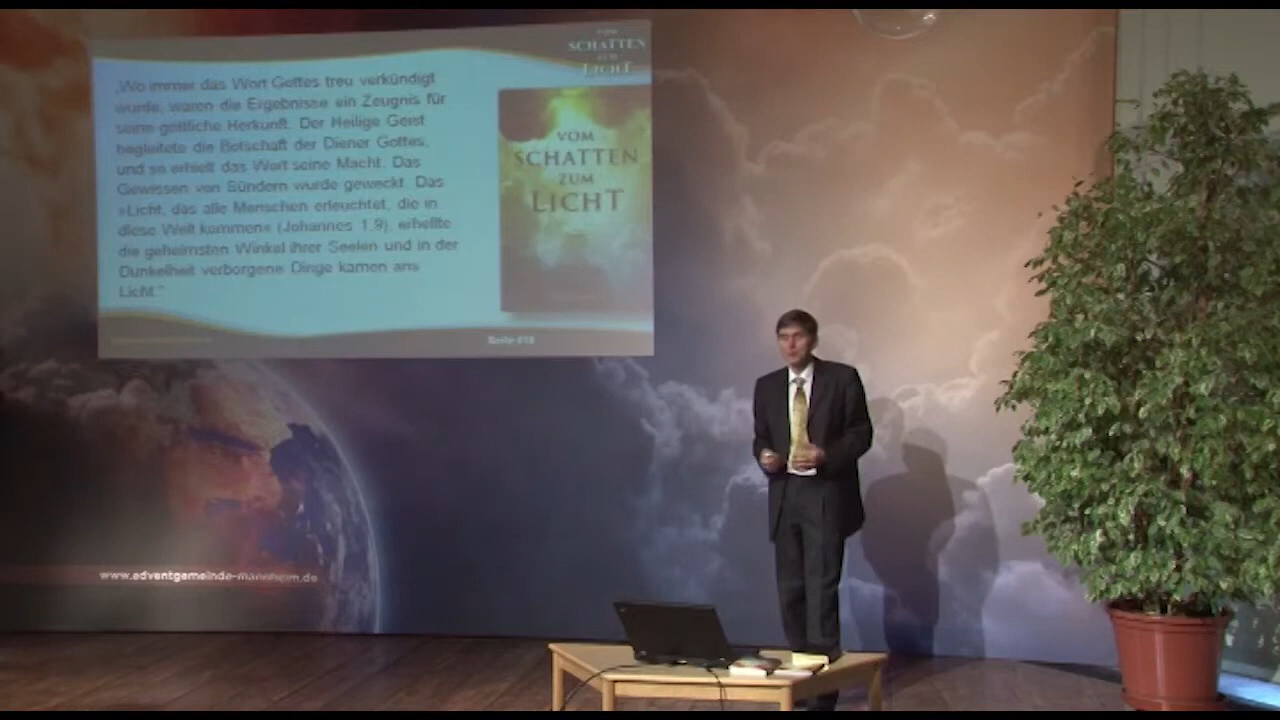 VOM
SCHATTEN
ZUM
LICHT
„Wo immer das Wort Gottes treu verkündigt
wurde, waren die Ergebnisse ein Zeugnis für
seine göttliche Herkunft. Der Heilige Geist
begleitete die Botschaft der Diener Gottes,
und so erhielt das Wort seine Macht. Das
Gewissen von Sündern wurde geweckt. Das
»Licht, das alle Menschen erleuchtet, die in
diese Welt kommen« (Johannes 1,9), erhellte
die geheimsten Winkel ihrer Seelen und in der
Dunkelheit verborgene Dinge kamen ans
Licht.“
VOM
SCHATTEN
ZUM
LICHT
www.adventgemeinde-mannheim.de